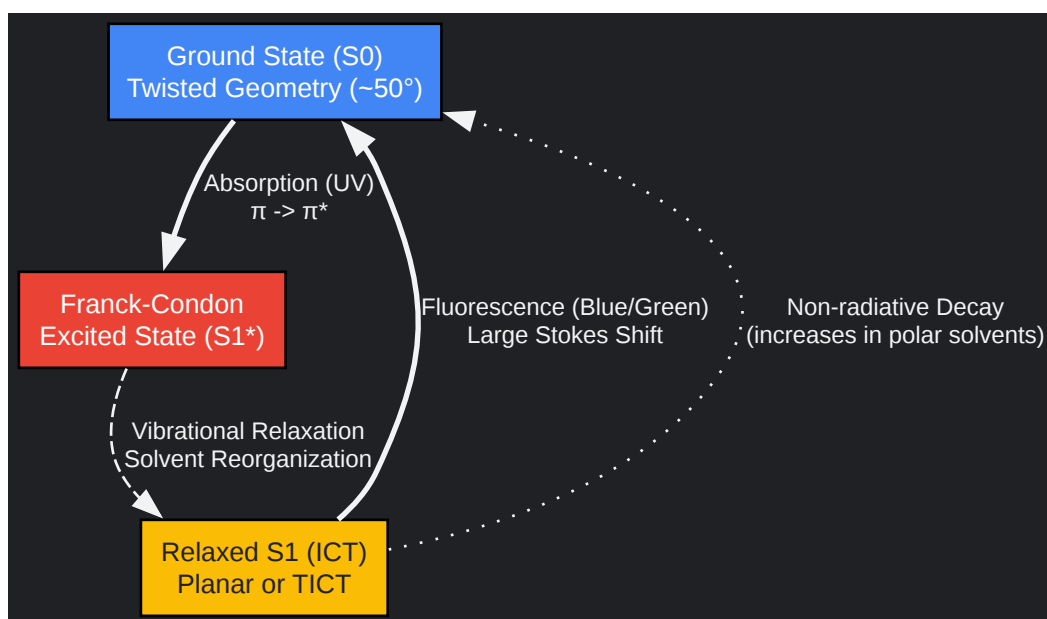 Ground State (S0)
Twisted Geometry (~50°)
Absorption (UV)
π -> π*
Franck-Condon
Excited State (S1*)
Fluorescence (Blue/Green)
Large Stokes Shift
Non-radiative Decay
(increases in polar solvents)
Vibrational Relaxation
Solvent Reorganization
Relaxed S1 (ICT)
Planar or TICT